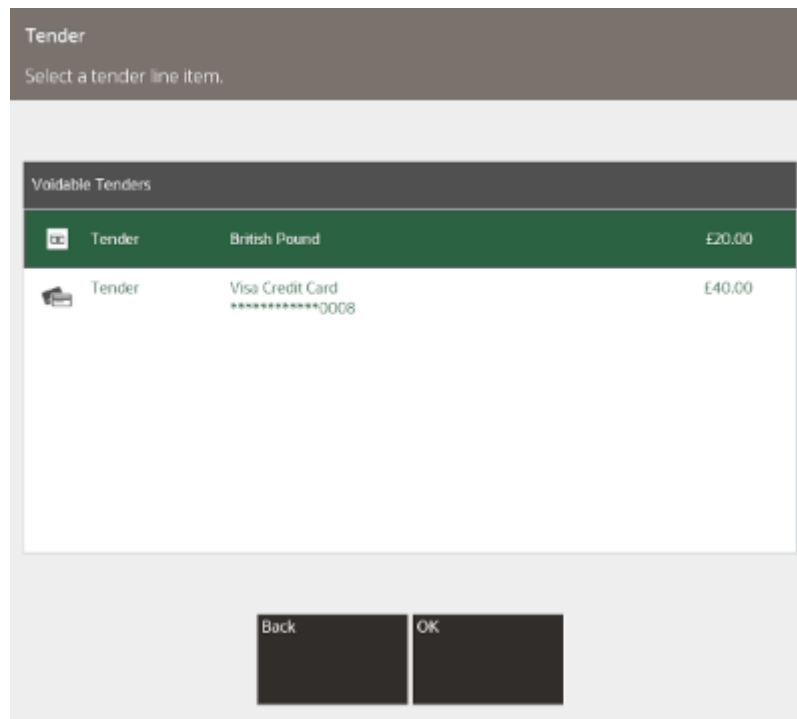 Tender
Select a tender line item.
Voidable Tenders
Tender British Pound £20.00
Tender Visa Credit Card £40.00
************0008
Back OK